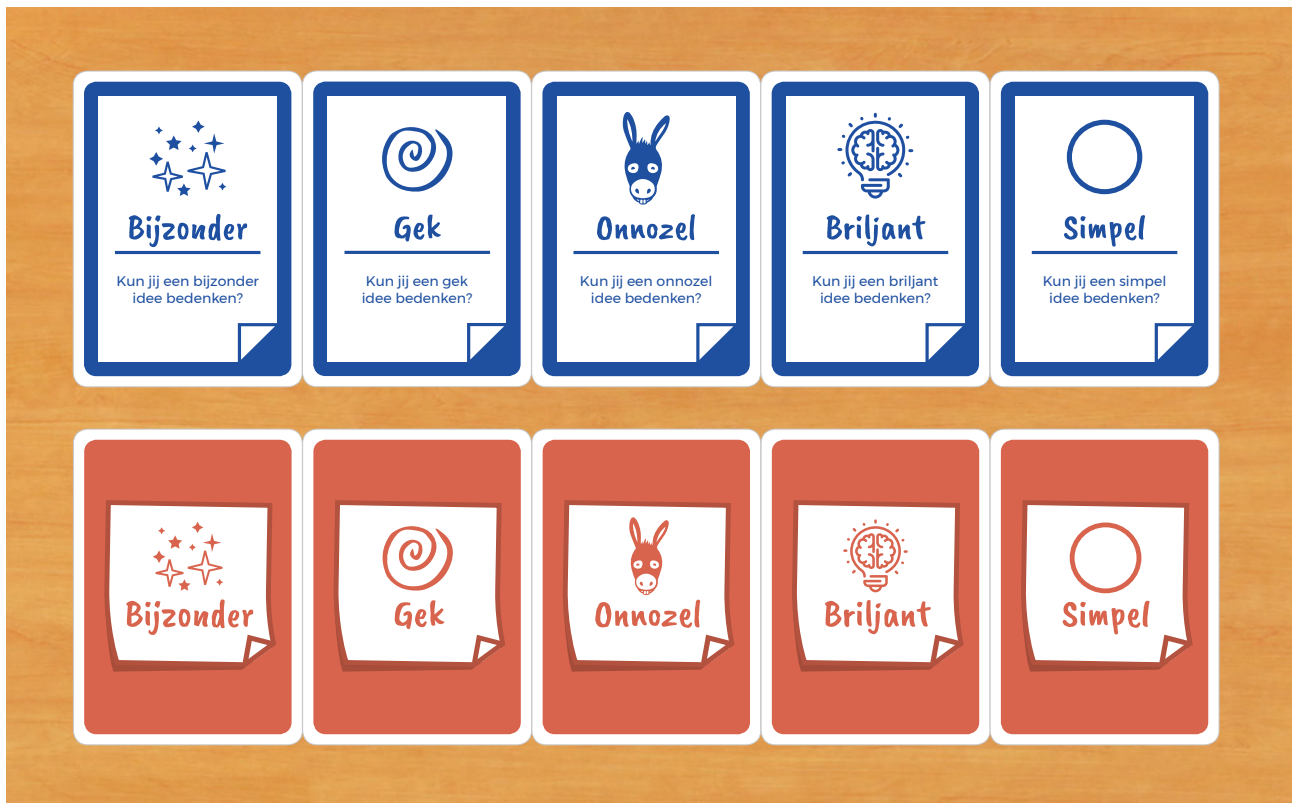 Bijzonder
Kun jij een bijzonder
idee bedenken?
Gek
Kun jij een gek
idee bedenken?
Onnozel
Kun jij een onnozel
idee bedenken?
Briljant
Kun jij een briljant
idee bedenken?
Simpel
Kun jij een simpel
idee bedenken?
Bijzonder
Gek
Onnozel
Briljant
Simpel